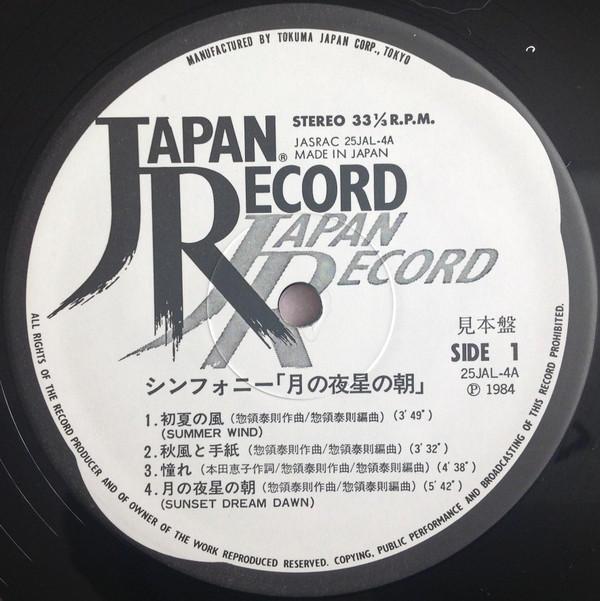 MANUFACTURED BY TOKUMA JAPAN CORP., TOKYO
JAPAN RECORD®
STEREO 33⅓ R.P.M.
JASRAC 25JAL-4A
MADE IN JAPAN
JAPAN RECORD
見本盤
SIDE 1
25JAL-4A
Ⓟ 1984
シンフォニー「月の夜星の朝」
1. 初夏の風 (惣領泰則作曲/惣領泰則編曲) (3'49")
(SUMMER WIND)
2. 秋風と手紙 (惣領泰則作曲/惣領泰則編曲) (3'32")
3. 憧れ (本田恵子作詞/惣領泰則作曲/惣領泰則編曲) (4'38")
4. 月の夜星の朝 (惣領泰則作曲/惣領泰則編曲) (5'42")
(SUNSET DREAM DAWN)
ALL RIGHTS OF THE RECORD PRODUCER AND OF OWNER OF THE WORK REPRODUCED RESERVED. COPYING, PUBLIC PERFORMANCE AND BROADCASTING OF THIS RECORD PROHIBITED.